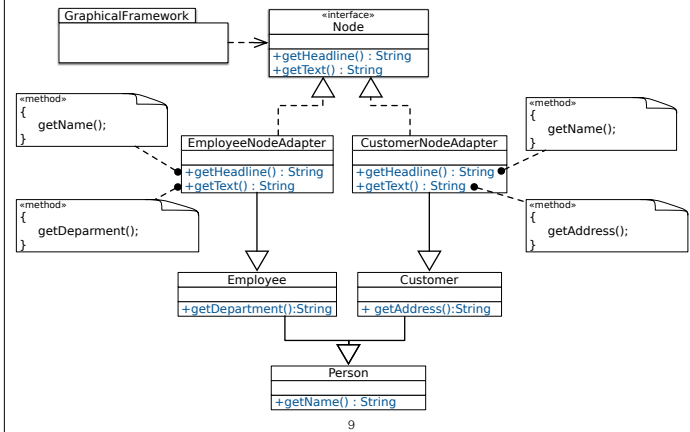 GraphicalFramework
«interface»
Node
+getHeadline() : String
+getText() : String
«method»
{
getName();
}
EmployeeNodeAdapter
+getHeadline() : String
+getText() : String
CustomerNodeAdapter
+getHeadline() : String
+getText() : String
«method»
{
getName();
}
«method»
{
getDeparment();
}
«method»
{
getAddress();
}
Employee
+getDepartment():String
Customer
+ getAddress():String
Person
+getName() : String
9